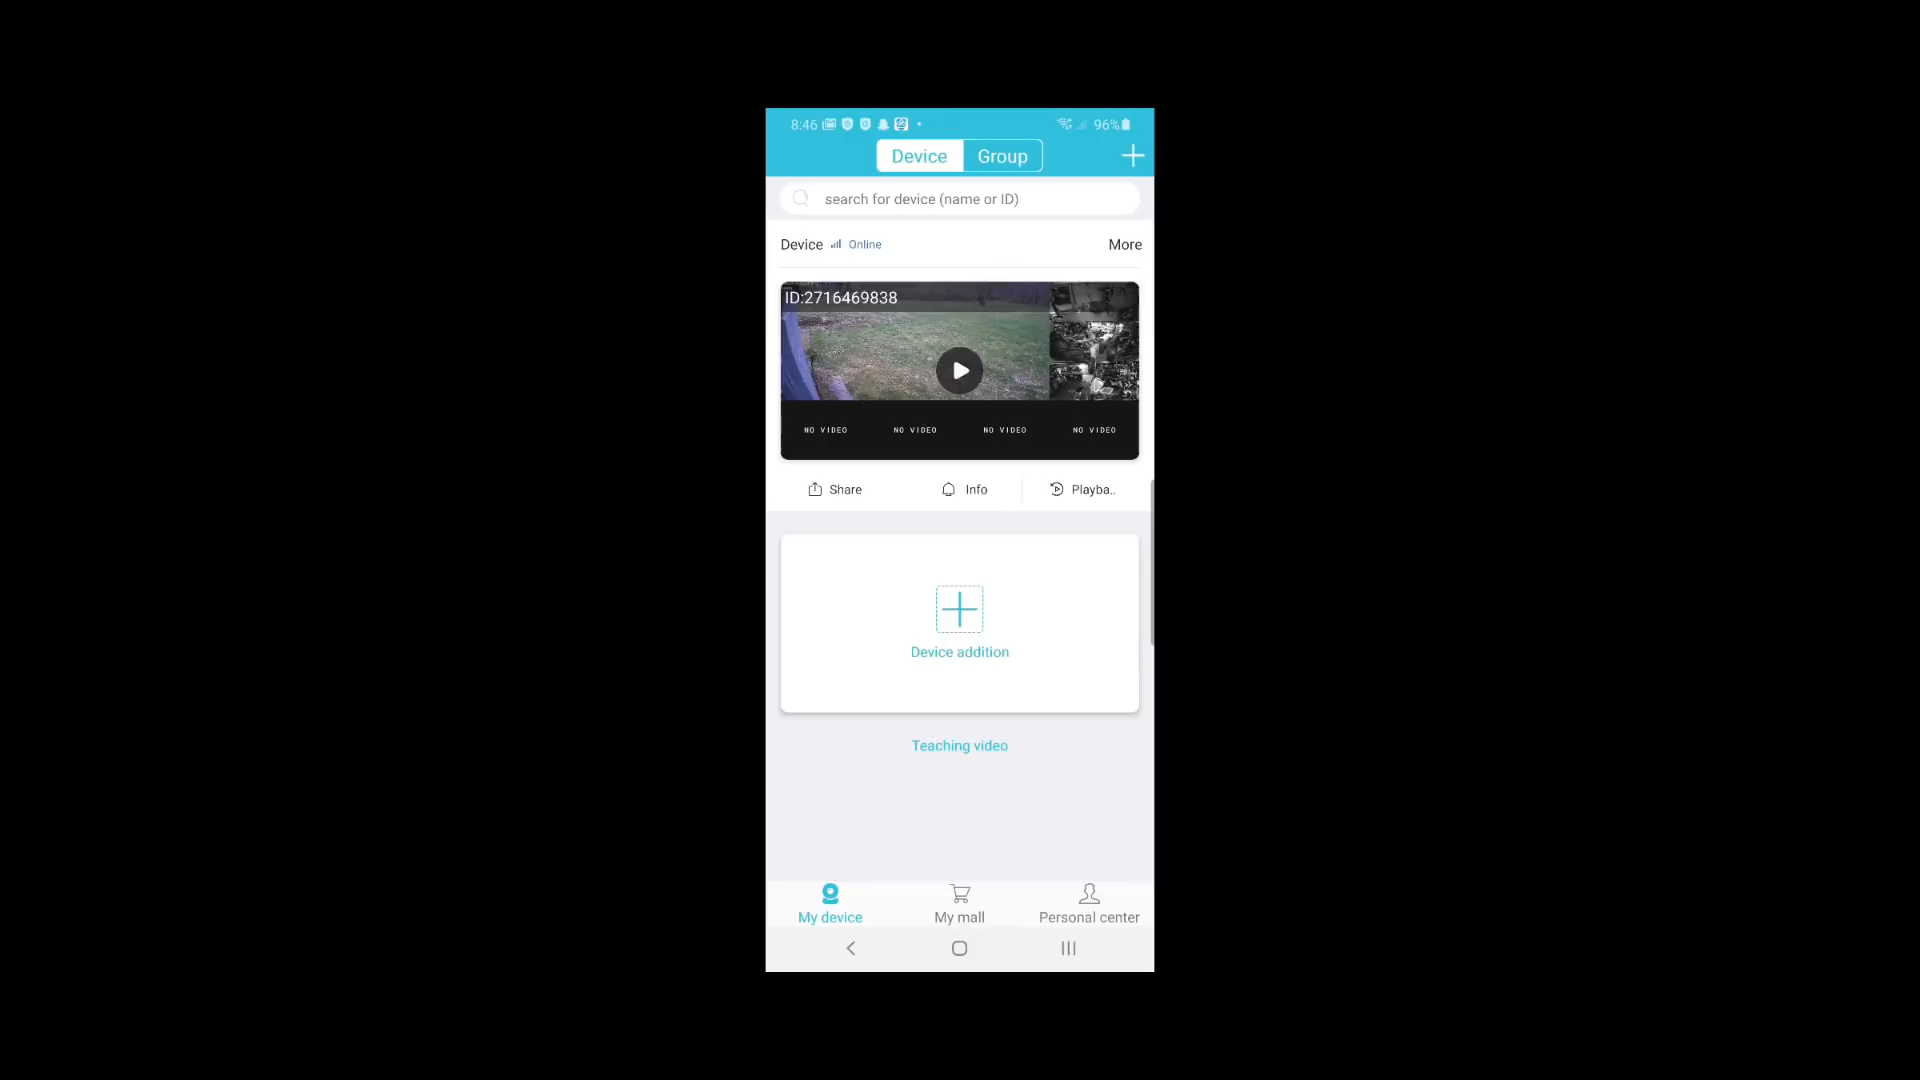 8:46 96%
Device Group
search for device (name or ID)
Device Online More
ID:2716469838
NO VIDEO NO VIDEO NO VIDEO NO VIDEO
Share Info Playba..
Device addition
Teaching video
My device My mall Personal center